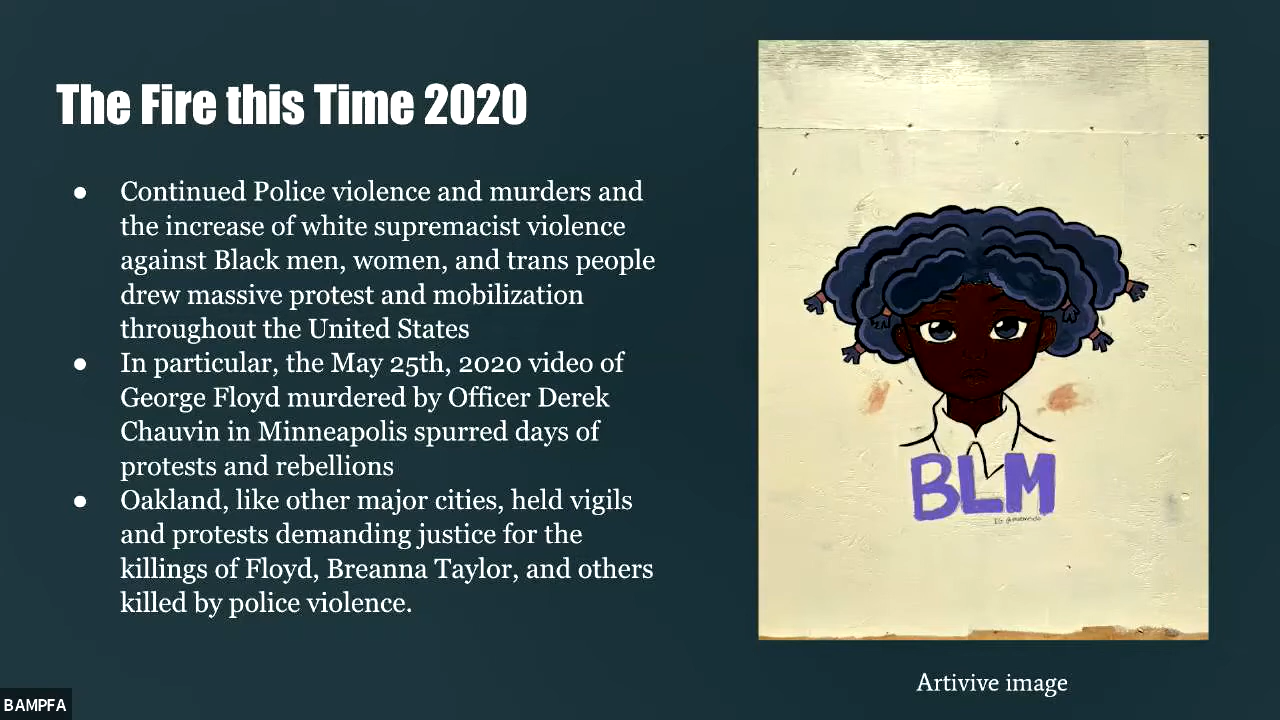 The Fire this Time 2020
● Continued Police violence and murders and
the increase of white supremacist violence
against Black men, women, and trans people
drew massive protest and mobilization
throughout the United States
● In particular, the May 25th, 2020 video of
George Floyd murdered by Officer Derek
Chauvin in Minneapolis spurred days of
protests and rebellions
● Oakland, like other major cities, held vigils
and protests demanding justice for the
killings of Floyd, Breanna Taylor, and others
killed by police violence.
BLM
IG:
Artivive image
BAMPFA